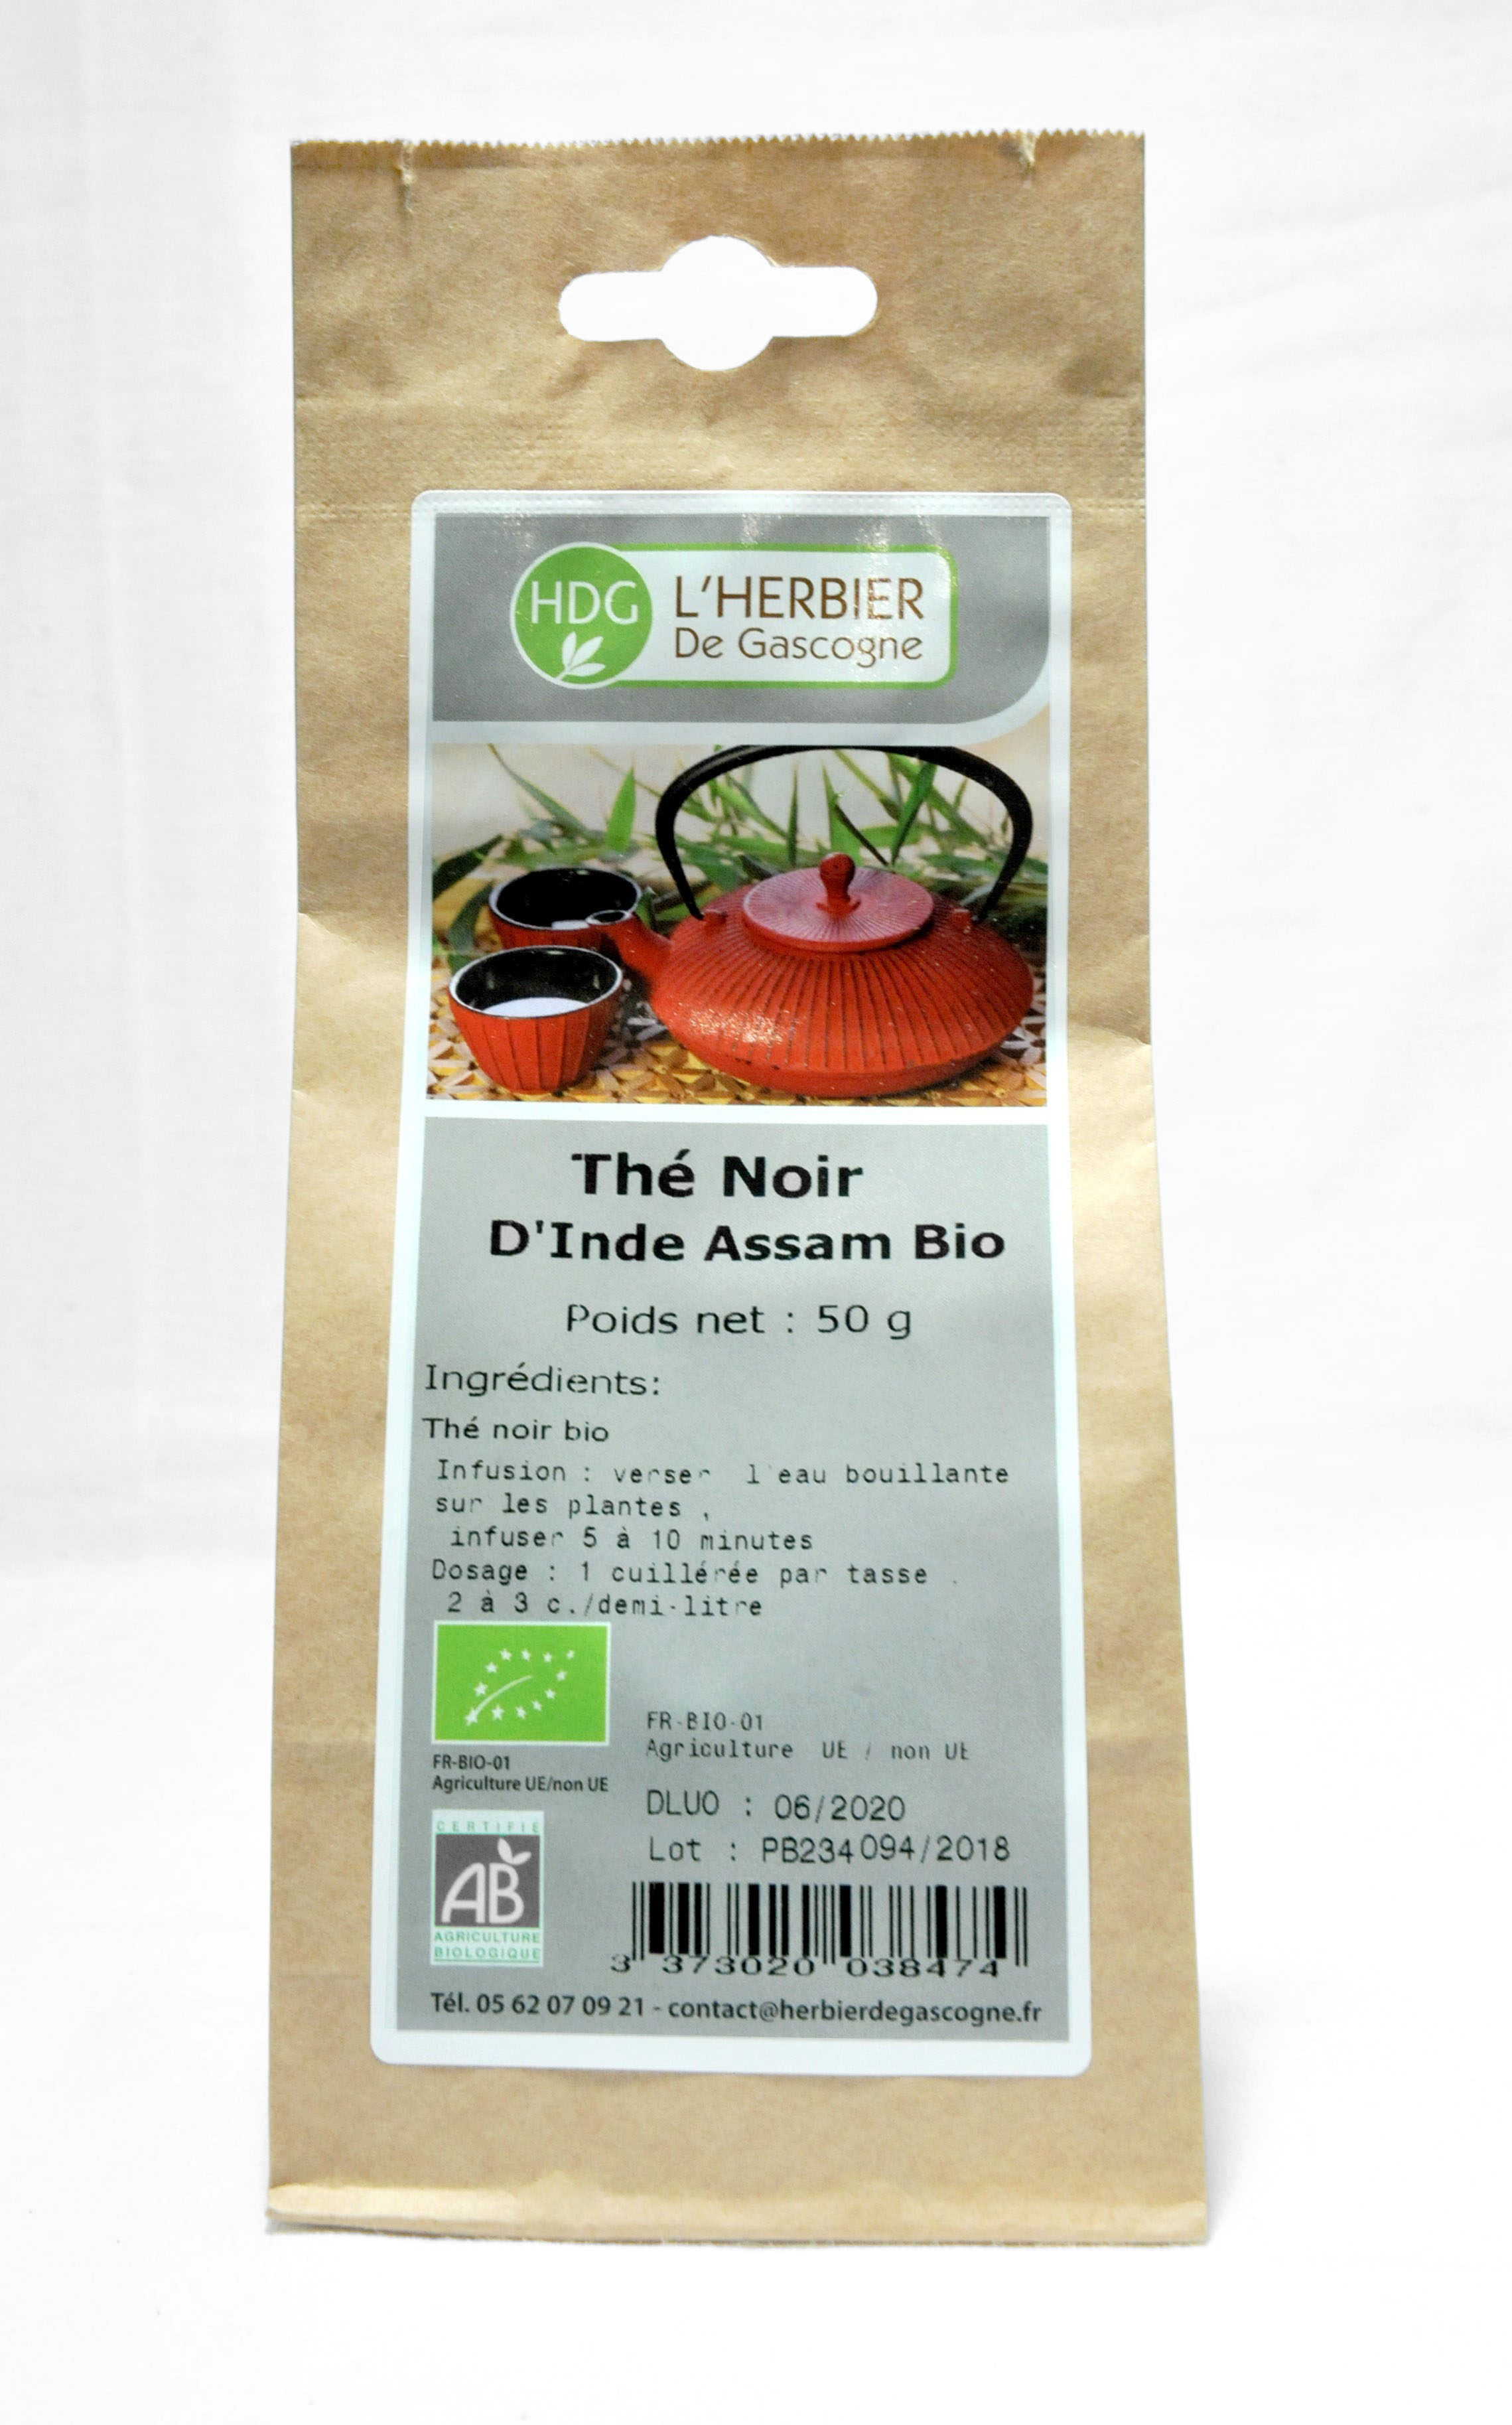 HDG
L'HERBIER
De Gascogne
Thé Noir
D'Inde Assam Bio
Poids net : 50 g
Ingrédients:
Thé noir bio
Infusion : verser l'eau bouillante
sur les plantes ,
infuser 5 à 10 minutes
Dosage : 1 cuillérée par tasse .
2 à 3 c./demi-litre
FR-BIO-01
Agriculture UE / non UE
FR-BIO-01
Agriculture UE/non UE
DLUO : 06/2020
Lot : PB234094/2018
CERTIFIÉ
AB
AGRICULTURE
BIOLOGIQUE
3 373020 038474
Tél. 05 62 07 09 21 - contact@herbierdegascogne.fr